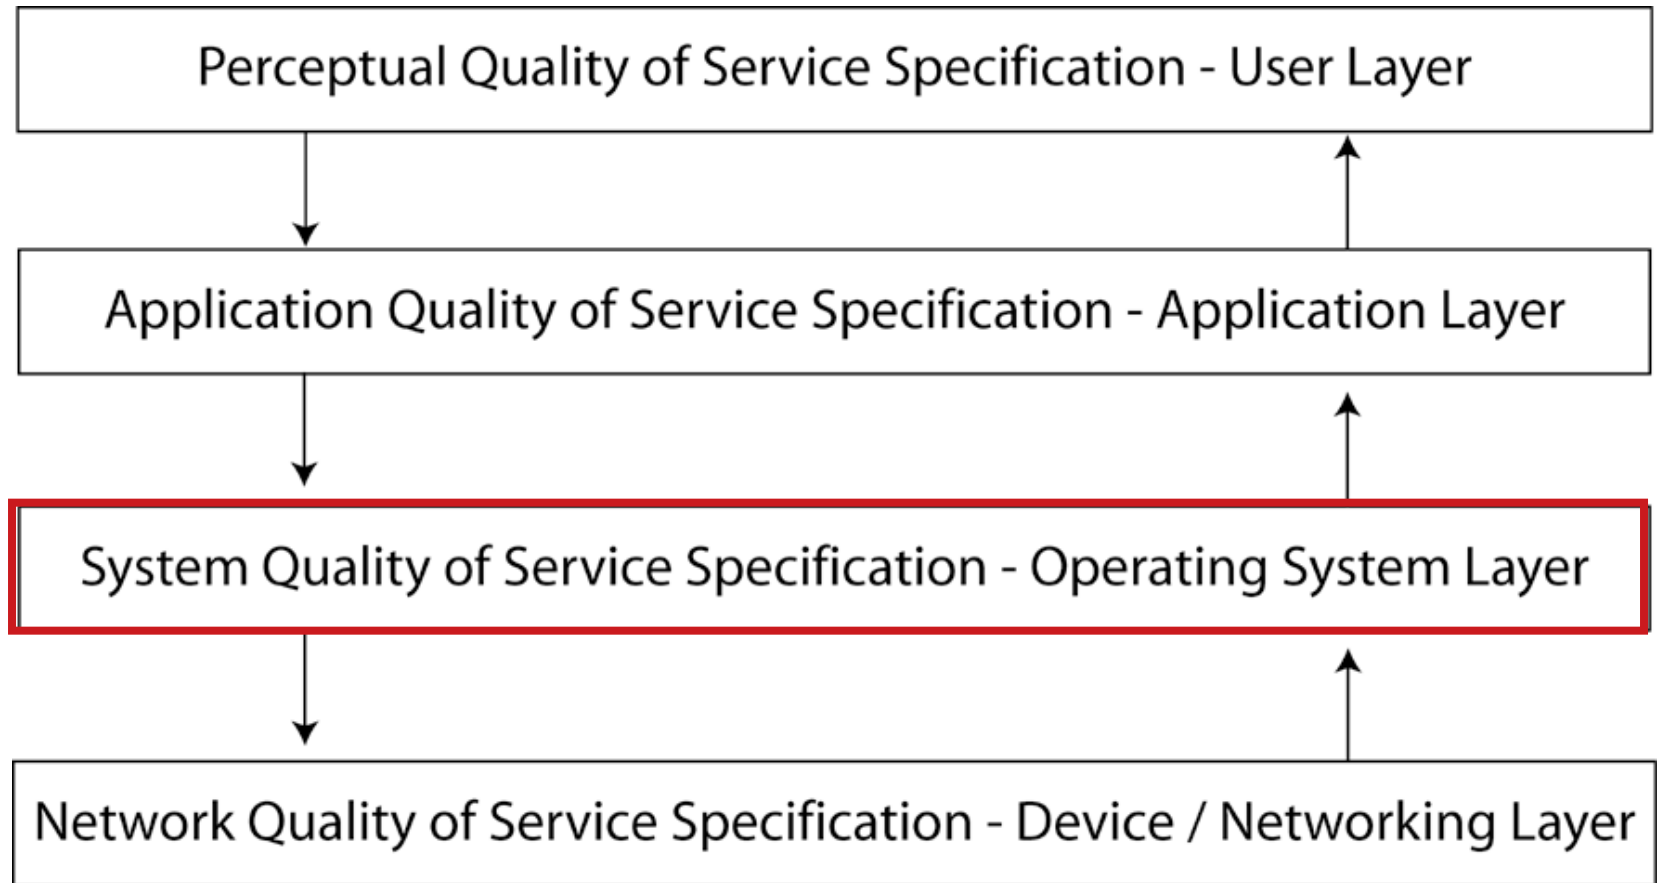 Perceptual Quality of Service Specification - User Layer
Application Quality of Service Specification - Application Layer
System Quality of Service Specification - Operating System Layer
Network Quality of Service Specification - Device / Networking Layer